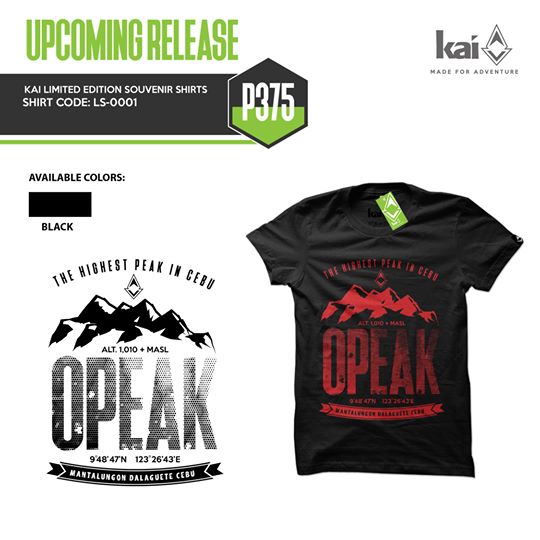 UPCOMING RELEASE
kai
MADE FOR ADVENTURE
KAI LIMITED EDITION SOUVENIR SHIRTS
SHIRT CODE: LS-0001
P375
AVAILABLE COLORS:
BLACK
THE HIGHEST PEAK IN CEBU
ALT. 1,010 + MASL
OPEAK
9°48'47"N 123°26'43"E
MANTALUNGON DALAGUETE CEBU
kai
THE HIGHEST PEAK IN CEBU
ALT. 1,010 + MASL
OPEAK
9°48'47"N 123°26'43"E
MANTALUNGON DALAGUETE CEBU